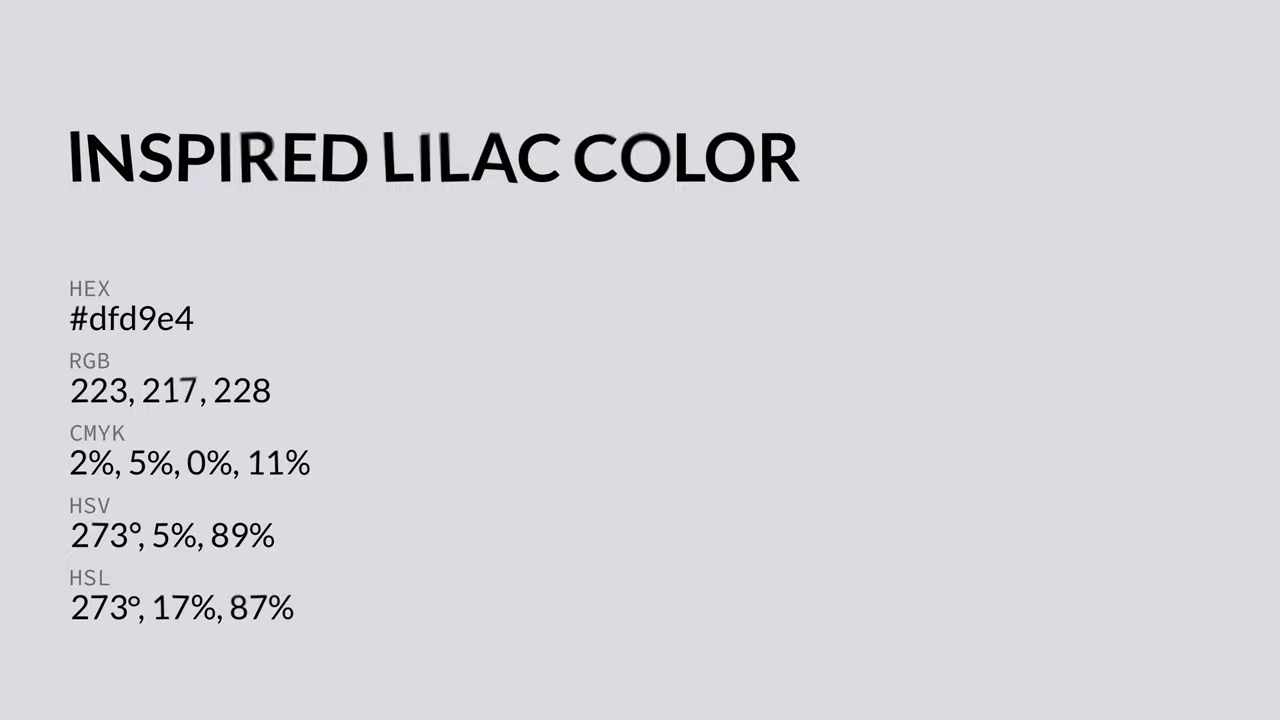 INSPIRED LILAC COLOR
HEX
#dfd9e4
RGB
223, 217, 228
CMYK
2%, 5%, 0%, 11%
HSV
273°, 5%, 89%
HSL
273°, 17%, 87%